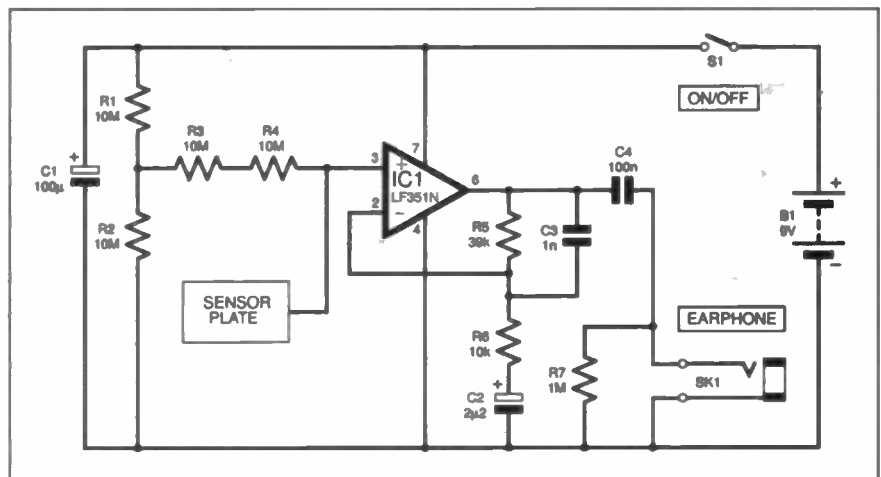 S1
ON/OFF
R1
10M
R3
10M
R4
10M
C1
100µ
+
R2
10M
3
+
7
IC1
LF351N
2
−
4
6
C4
100n
R5
39k
C3
1n
B1
9V
+
−
SENSOR
PLATE
R6
10k
+
C2
2µ2
R7
1M
EARPHONE
SK1